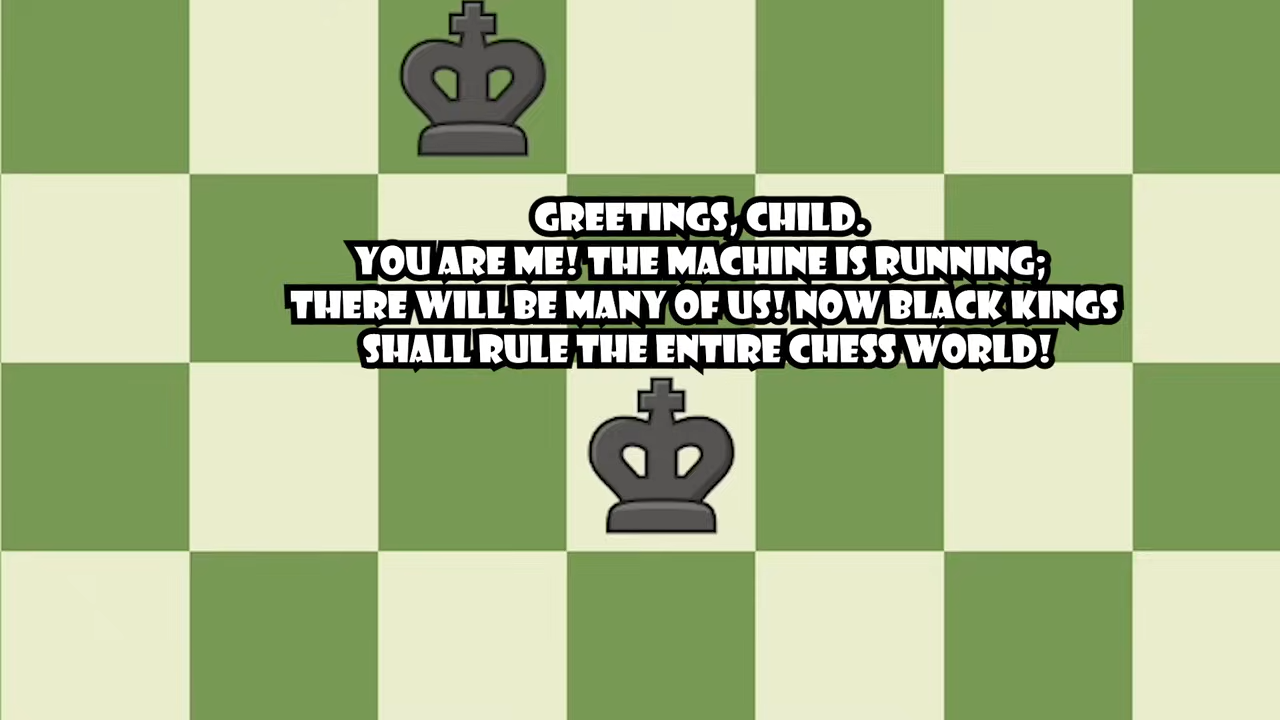 GREETINGS, CHILD.
YOU ARE ME! THE MACHINE IS RUNNING;
THERE WILL BE MANY OF US! NOW BLACK KINGS
SHALL RULE THE ENTIRE CHESS WORLD!